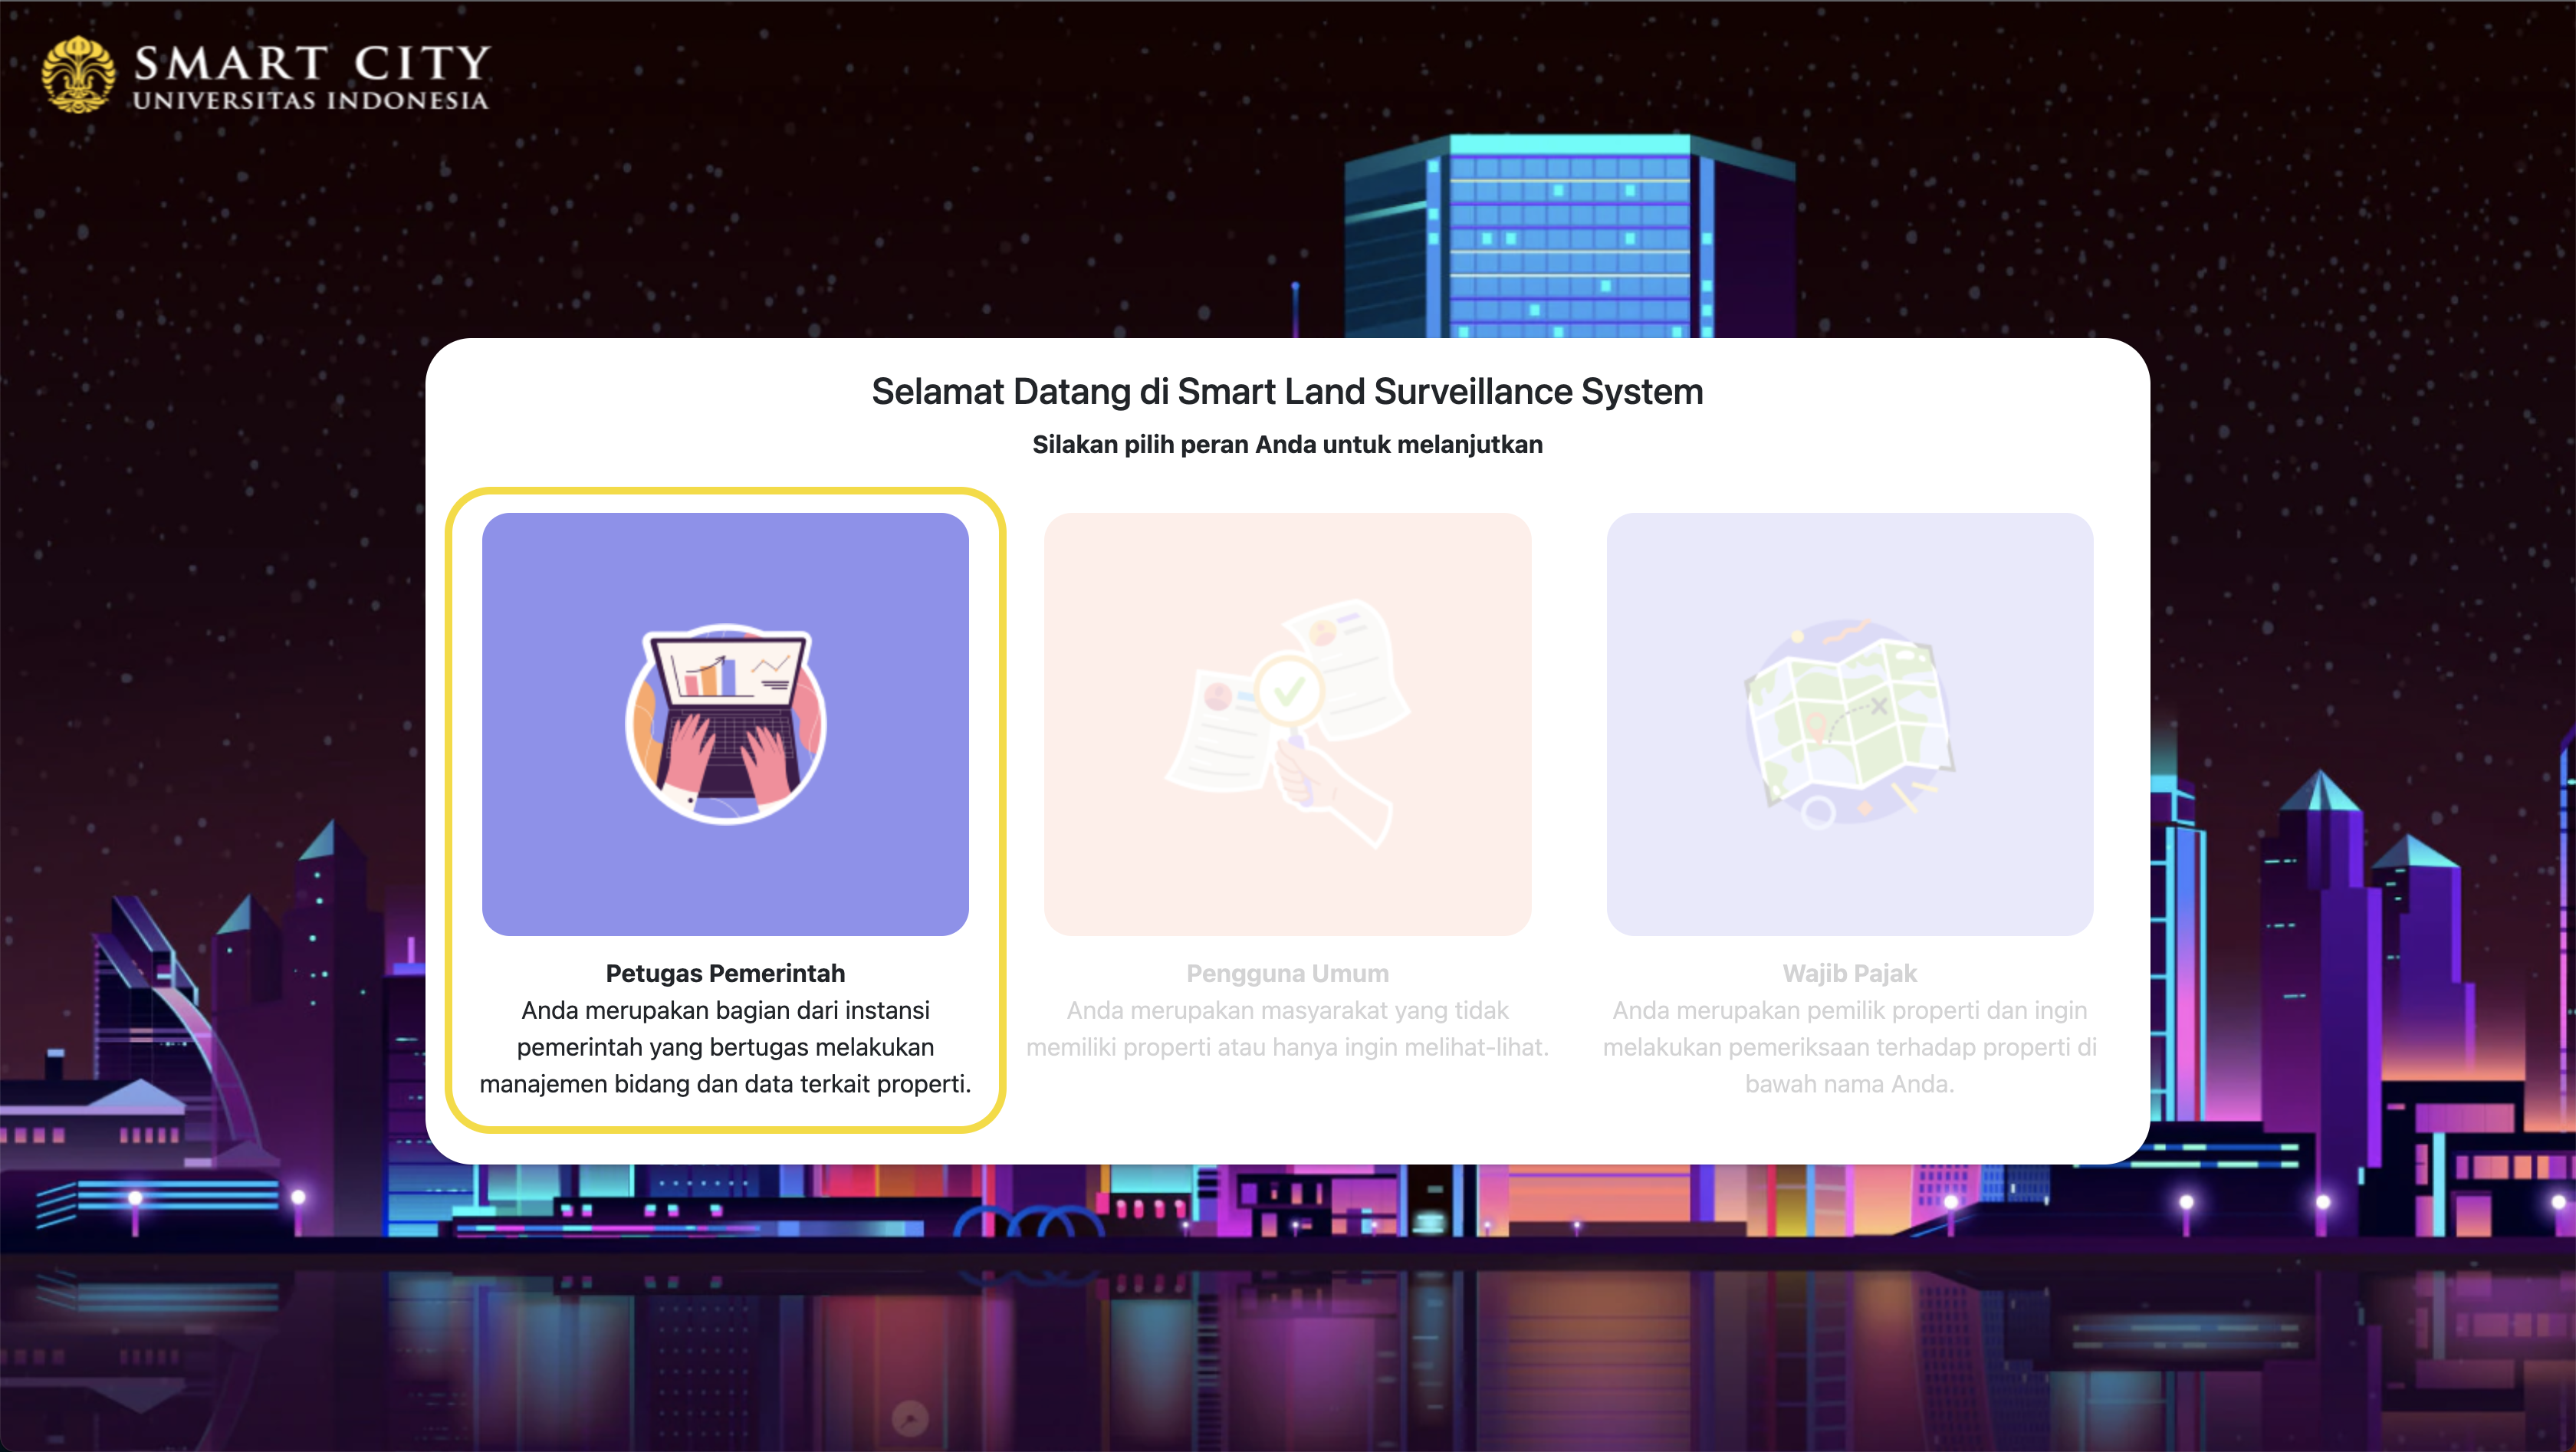 SMART CITY
UNIVERSITAS INDONESIA
Selamat Datang di Smart Land Surveillance System
Silakan pilih peran Anda untuk melanjutkan
Petugas Pemerintah
Anda merupakan bagian dari instansi
pemerintah yang bertugas melakukan
manajemen bidang dan data terkait properti.
Pengguna Umum
Anda merupakan masyarakat yang tidak
memiliki properti atau hanya ingin melihat-lihat.
Wajib Pajak
Anda merupakan pemilik properti dan ingin
melakukan pemeriksaan terhadap properti di
bawah nama Anda.